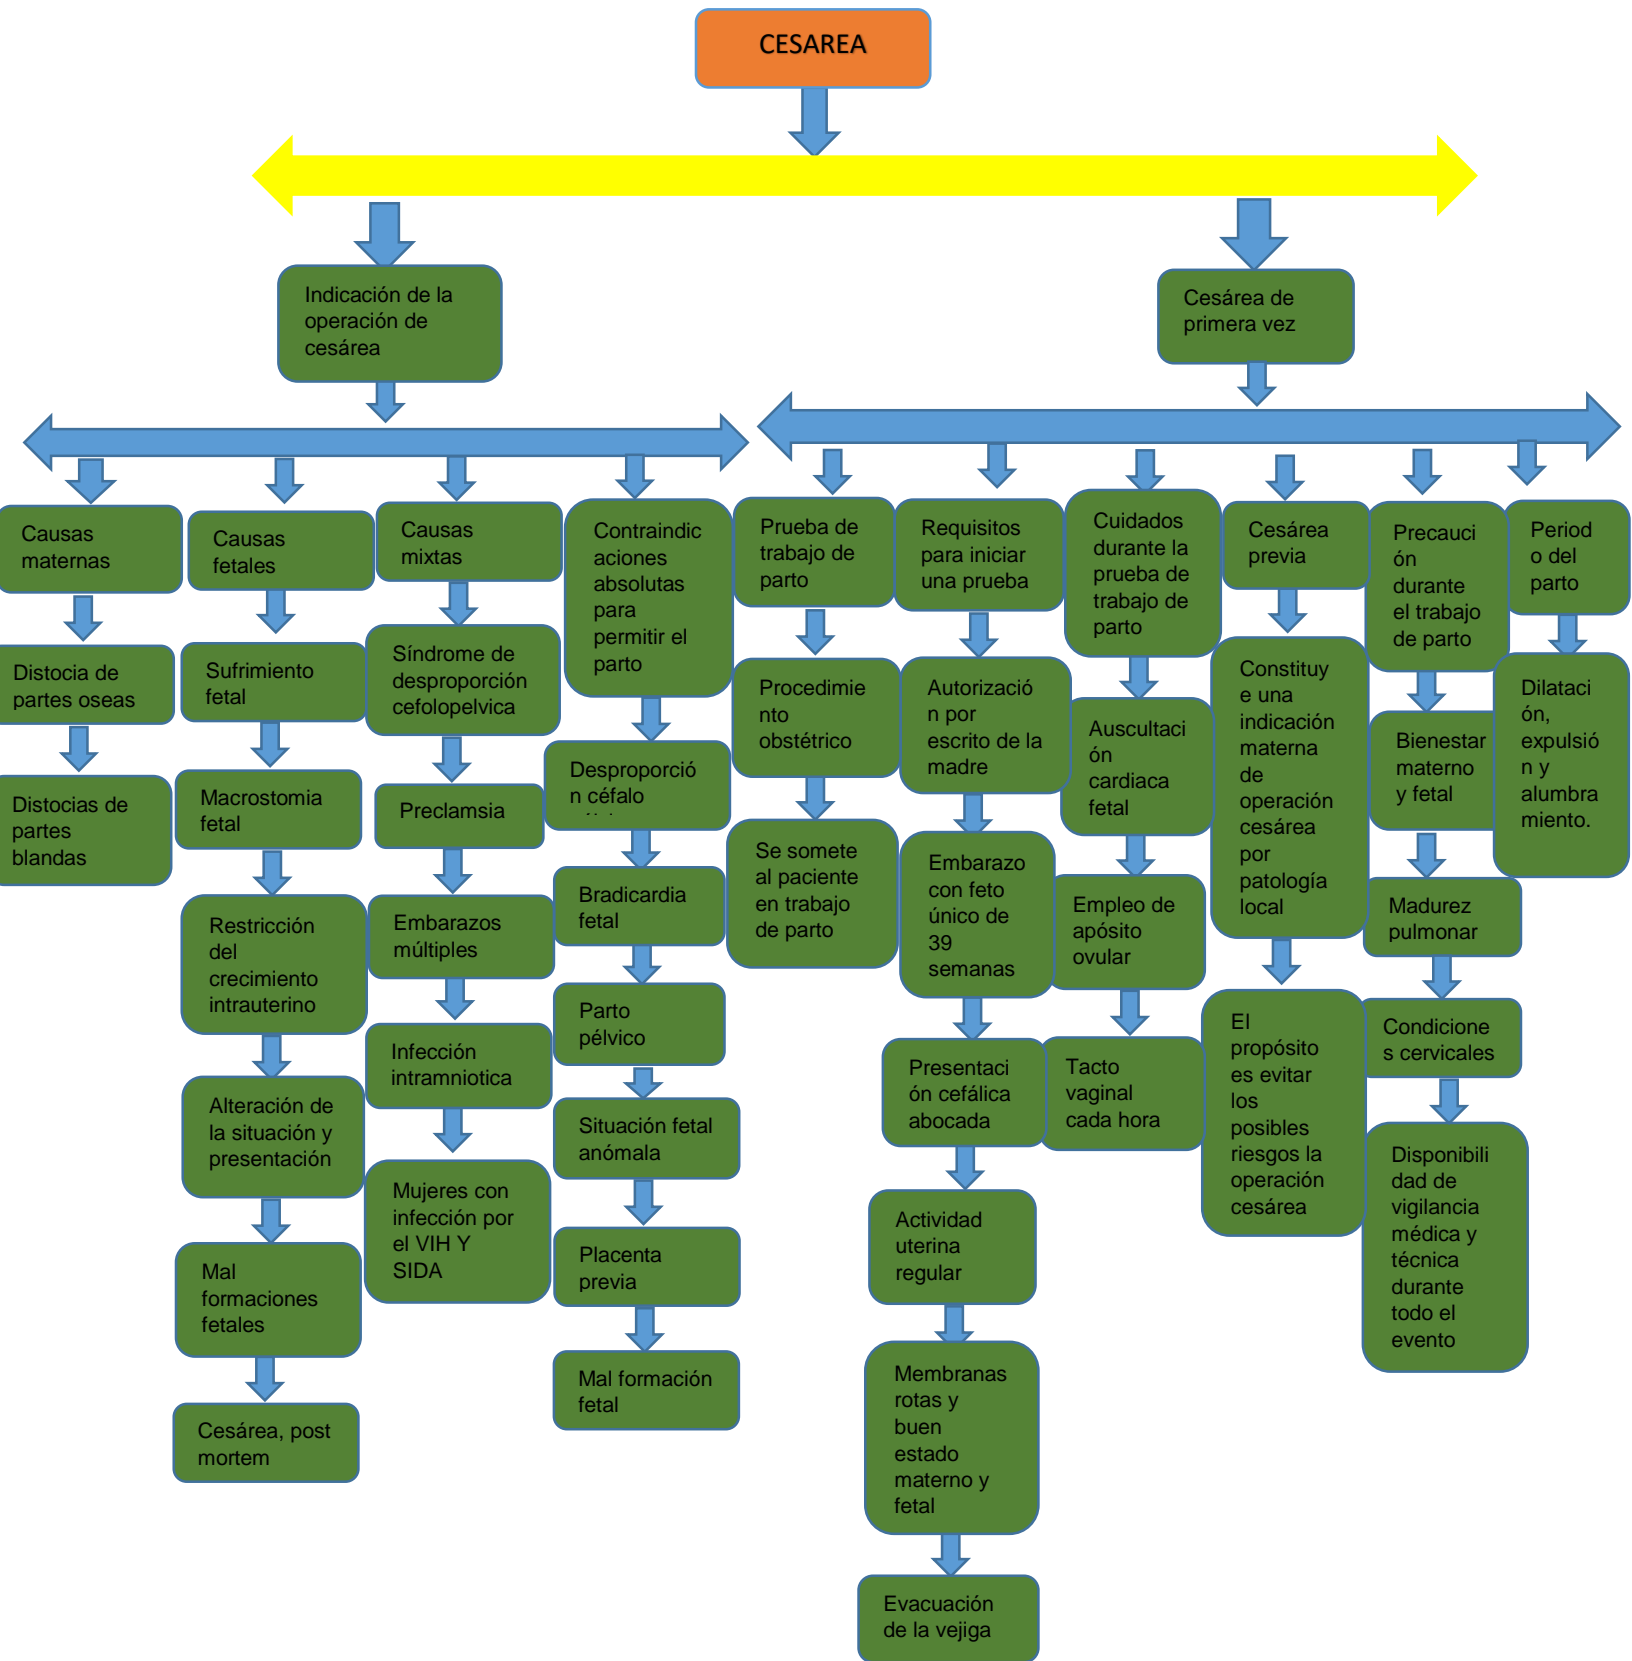 CESAREA
Indicación de la
operación de
cesárea
Cesárea de
primera vez
Causas
maternas
Distocia de
partes oseas
Distocias de
partes
blandas
Causas
fetales
Sufrimiento
fetal
Macrostomia
fetal
Restricción
del
crecimiento
intrauterino
Alteración de
la situación y
presentación
Mal
formaciones
fetales
Cesárea, post
mortem
Causas
mixtas
Síndrome de
desproporción
cefolopelvica
Preclamsia
Embarazos
múltiples
Infección
intramniotica
Mujeres con
infección por
el VIH Y
SIDA
Contraindic
aciones
absolutas
para
permitir el
parto
Desproporció
n céfalo
Bradicardia
fetal
Parto
pélvico
Situación fetal
anómala
Placenta
previa
Mal formación
fetal
Prueba de
trabajo de
parto
Procedimie
nto
obstétrico
Se somete
al paciente
en trabajo
de parto
Requisitos
para iniciar
una prueba
Autorizació
n por
escrito de la
madre
Embarazo
con feto
único de
39
semanas
Presentaci
ón cefálica
abocada
Actividad
uterina
regular
Membranas
rotas y
buen
estado
materno y
fetal
Evacuación
de la vejiga
Cuidados
durante la
prueba de
trabajo de
parto
Auscultaci
ón
cardiaca
fetal
Empleo de
apósito
ovular
Tacto
vaginal
cada hora
Cesárea
previa
Constituy
e una
indicación
materna
de
operación
cesárea
por
patología
local
El
propósito
es evitar
los
posibles
riesgos la
operación
cesárea
Precauci
ón
durante
el trabajo
de parto
Bienestar
materno
y fetal
Madurez
pulmonar
Condicione
s cervicales
Disponibili
dad de
vigilancia
médica y
técnica
durante
todo el
evento
Period
o del
parto
Dilataci
ón,
expulsió
n y
alumbra
miento.